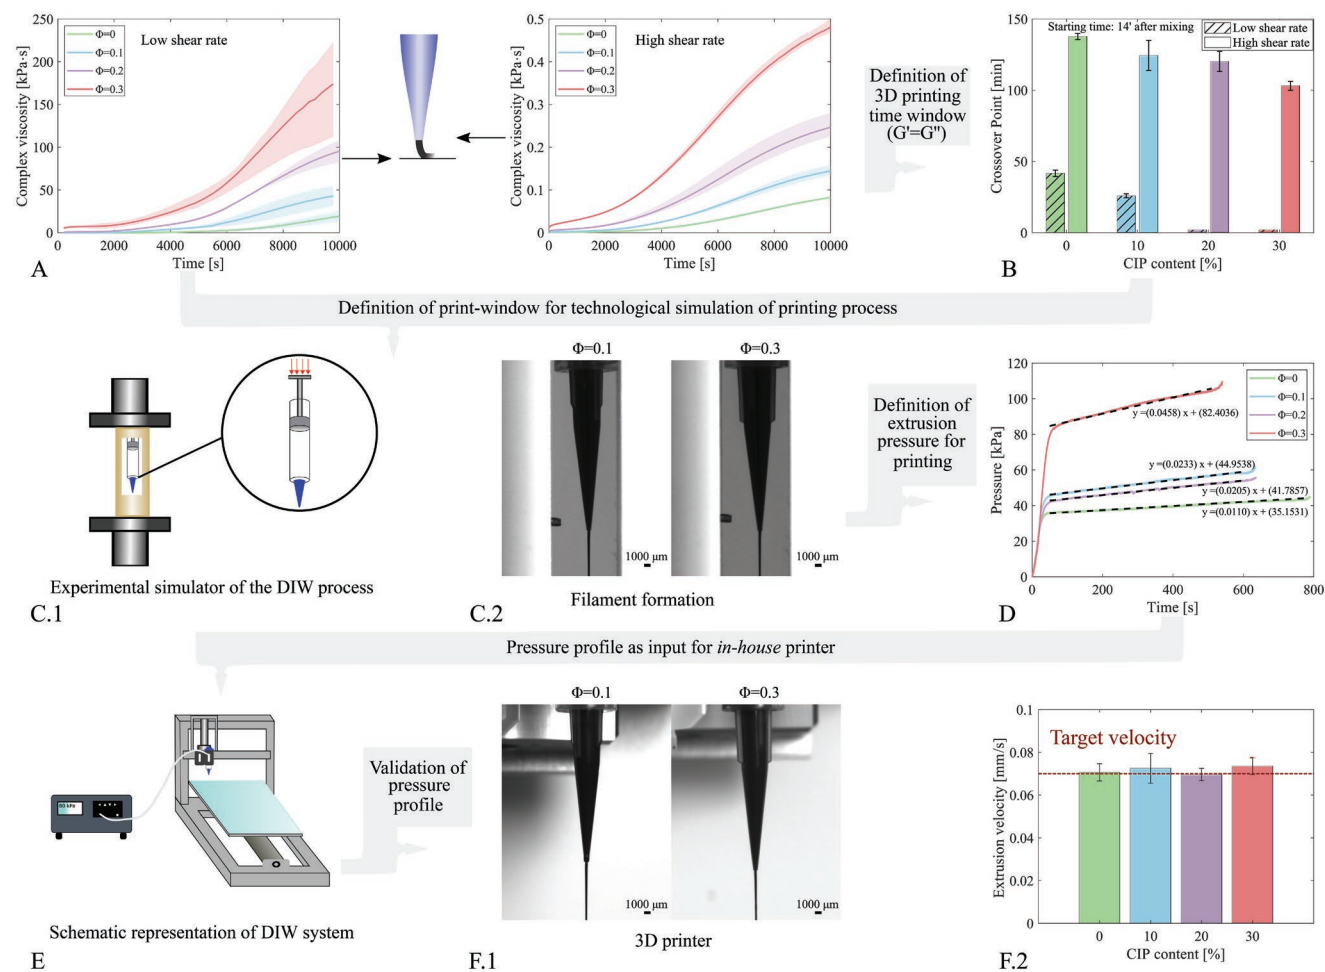 250
200
150
100
50
0
Complex viscosity [kPa·s]
Φ=0
Φ=0.1
Φ=0.2
Φ=0.3
Low shear rate
2000
4000
6000
8000
10000
Time [s]
A
0.5
0.4
0.3
0.2
0.1
0
Complex viscosity [kPa·s]
Φ=0
Φ=0.1
Φ=0.2
Φ=0.3
High shear rate
0
2000
4000
6000
8000
10000
Time [s]
Definition of
3D printing
time window
(G'=G'')
150
100
50
0
Crossover Point [min]
Starting time: 14' after mixing
Low shear rate
High shear rate
0
10
20
30
CIP content [%]
B
Definition of print-window for technological simulation of printing process
Experimental simulator of the DIW process
C.1
Φ=0.1
Φ=0.3
1000 μm
1000 μm
Filament formation
C.2
Definition of
extrusion
pressure for
printing
120
100
80
60
40
20
0
Pressure [kPa]
Φ=0
Φ=0.1
Φ=0.2
Φ=0.3
y =(0.0458) x + (82.4036)
y =(0.0233) x + (44.9538)
y=(0.0205) x + (41.7857)
y=(0.0110) x + (35.1531)
0
200
400
600
800
Time [s]
D
Pressure profile as input for in-house printer
60 kPa
Schematic representation of DIW system
E
Validation of
pressure
profile
Φ=0.1
Φ=0.3
1000 μm
1000 μm
3D printer
F.1
0.1
0.08
0.06
0.04
0.02
0
Extrusion velocity [mm/s]
Target velocity
0
10
20
30
CIP content [%]
F.2